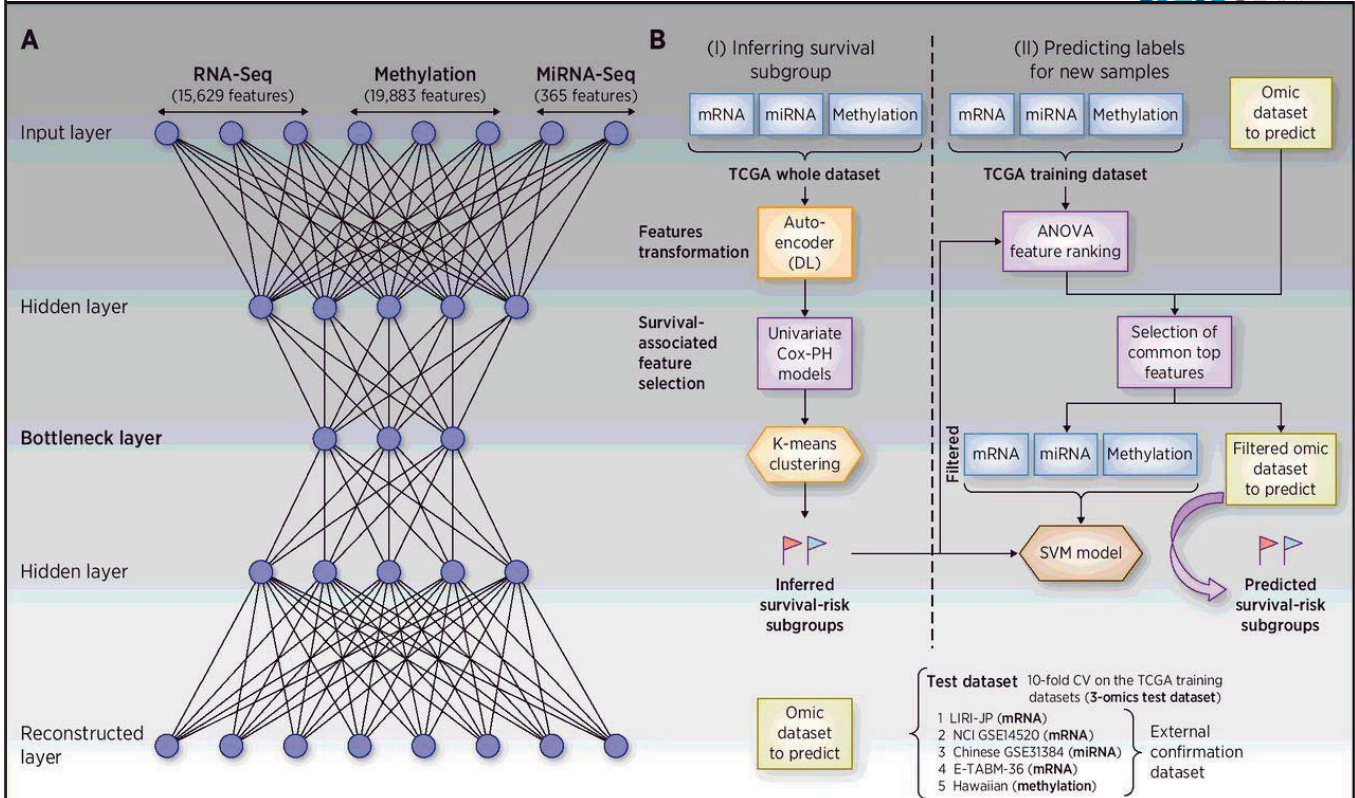 A
RNA-Seq
(15,629 features)
Methylation
(19,883 features)
MiRNA-Seq
(365 features)
Input layer
Hidden layer
Bottleneck layer
Hidden layer
Reconstructed
layer
B
(I) Inferring survival
subgroup
mRNA
miRNA
Methylation
TCGA whole dataset
Features
transformation
Auto-
encoder
(DL)
Survival-
associated
feature
selection
Univariate
Cox-PH
models
K-means
clustering
Inferred
survival-risk
subgroups
(II) Predicting labels
for new samples
mRNA
miRNA
Methylation
TCGA training dataset
Omic
dataset
to predict
ANOVA
feature ranking
Selection of
common top
features
Filtered
mRNA
miRNA
Methylation
Filtered omic
dataset
to predict
SVM model
Predicted
survival-risk
subgroups
Omic
dataset
to predict
Test dataset 10-fold CV on the TCGA training
datasets (3-omics test dataset)
1 LIRI-JP (mRNA)
2 NCI GSE14520 (mRNA)
3 Chinese GSE31384 (miRNA)
4 E-TABM-36 (mRNA)
5 Hawaiian (methylation)
External
confirmation
dataset